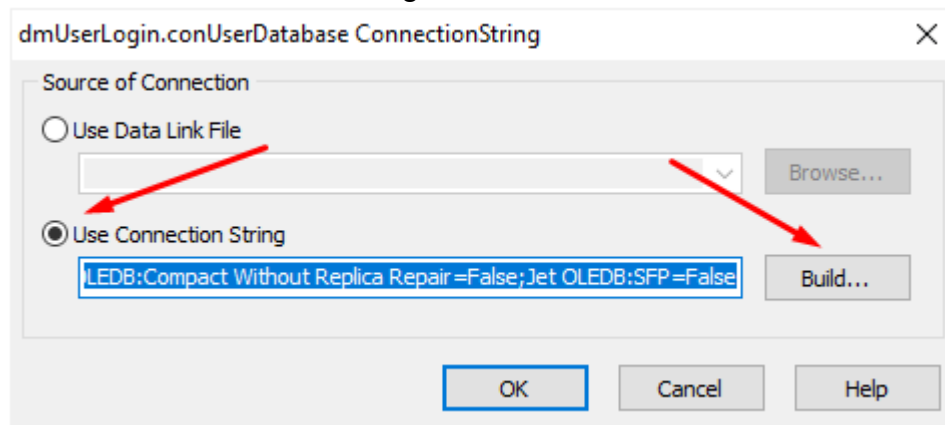 dmUserLogin.conUserDatabase ConnectionString
Source of Connection
Use Data Link File
Browse...
Use Connection String
LEDB:Compact Without Replica Repair=False;Jet OLEDB:SFP=False
Build...
OK Cancel Help